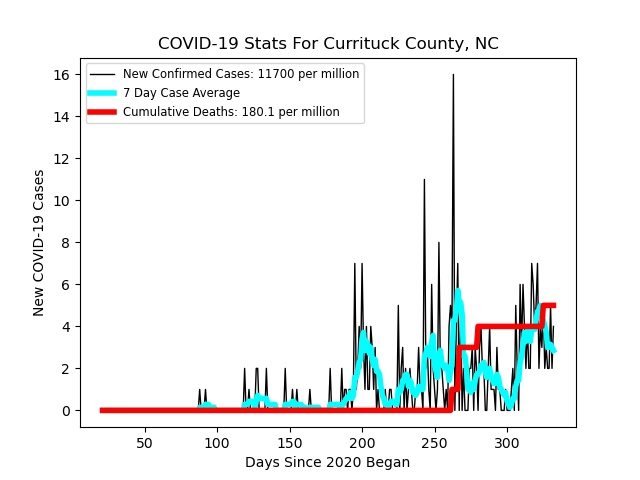 COVID-19 Stats For Currituck County, NC
New Confirmed Cases: 11700 per million
7 Day Case Average
Cumulative Deaths: 180.1 per million
New COVID-19 Cases
16
14
12
10
8
6
4
2
0
50
100
150
200
250
300
Days Since 2020 Began